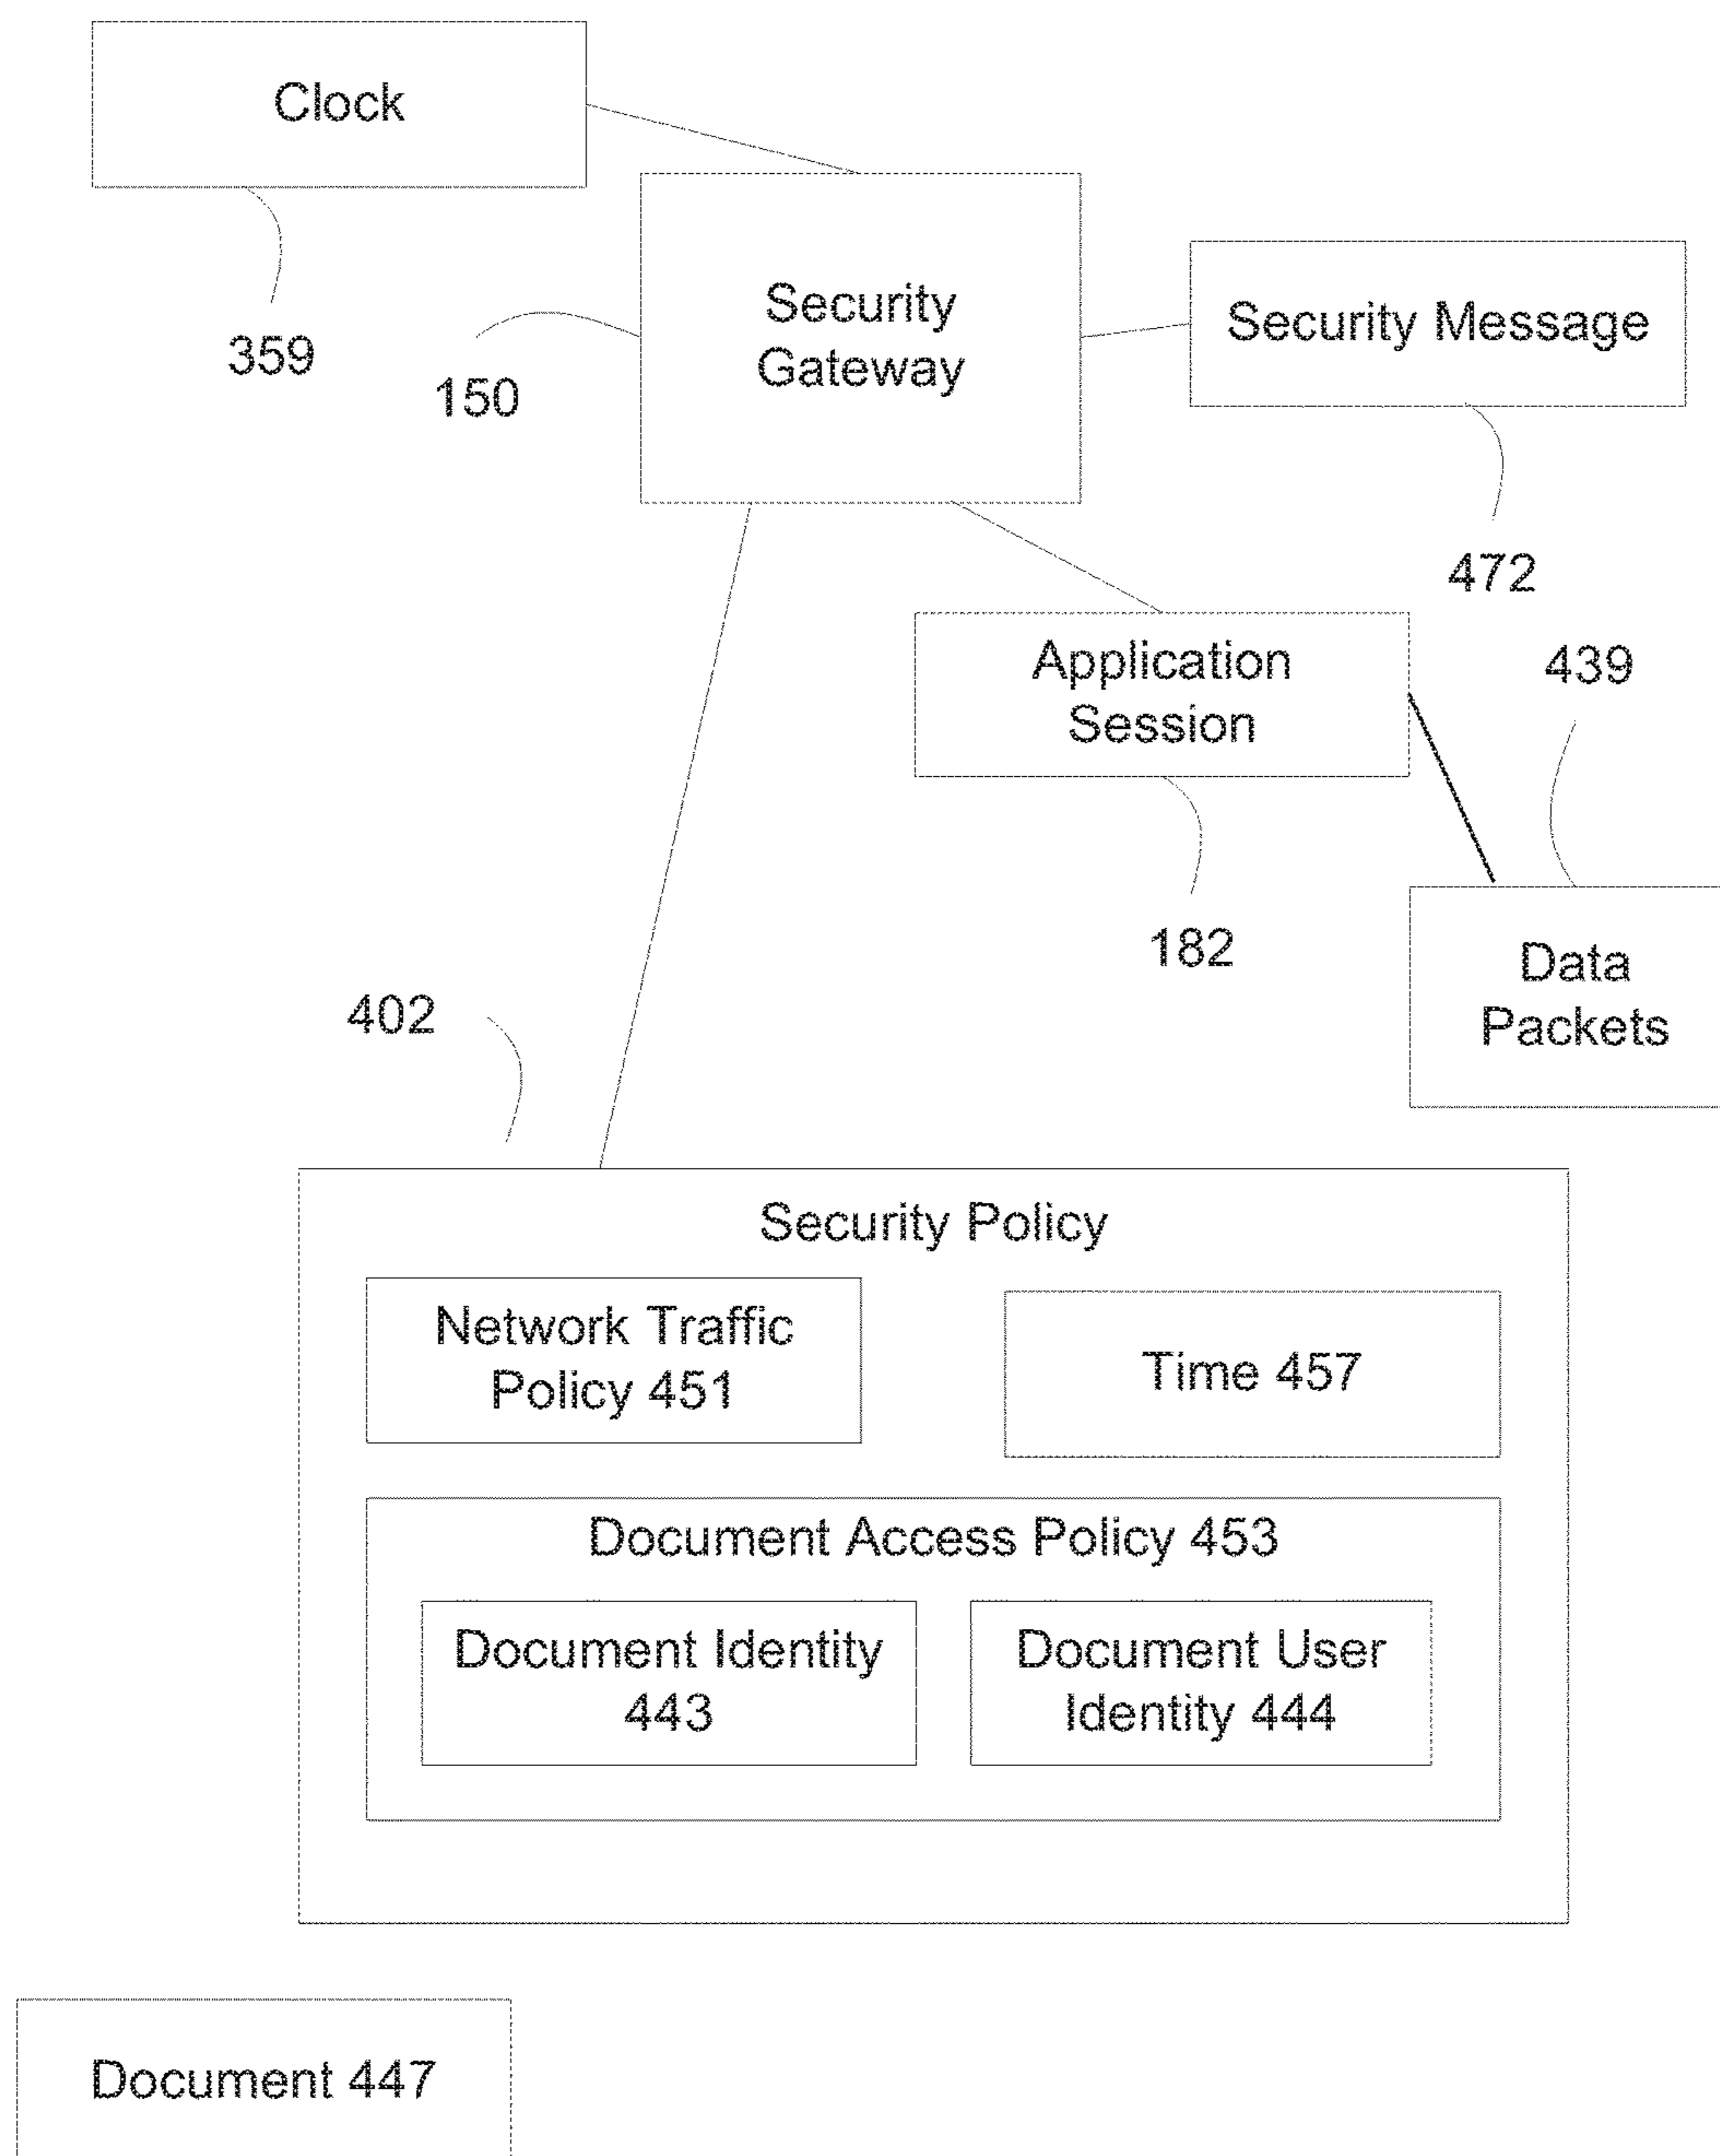 Clock
359
150
Security
Gateway
Security Message
472
Application
Session
182
439
Data
Packets
402
Security Policy
Network Traffic
Policy 451
Time 457
Document Access Policy 453
Document Identity
443
Document User
Identity 444
Document 447